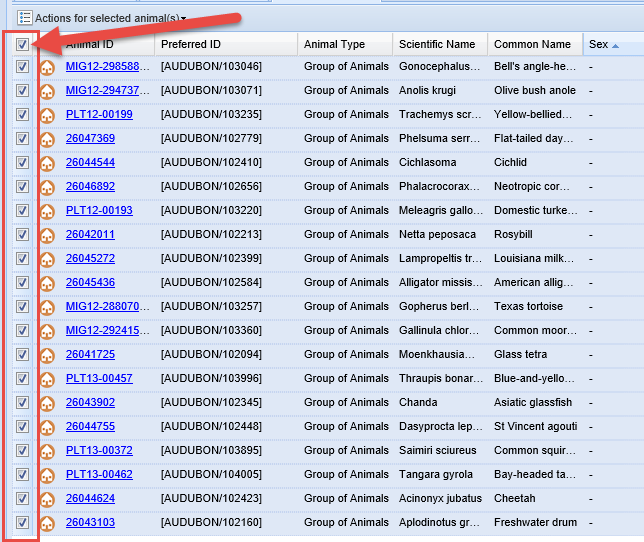 Actions for selected animal(s)
Animal ID Preferred ID Animal Type Scientific Name Common Name Sex
MIG12-298588... [AUDUBON/103046] Group of Animals Gonocephalus... Bell's angle-he... -
MIG12-294737... [AUDUBON/103071] Group of Animals Anolis krugi Olive bush anole -
PLT12-00199 [AUDUBON/103235] Group of Animals Trachemys scr... Yellow-bellied... -
26047369 [AUDUBON/102779] Group of Animals Phelsuma serr... Flat-tailed day... -
26044544 [AUDUBON/102410] Group of Animals Cichlasoma Cichlid -
26046892 [AUDUBON/102656] Group of Animals Phalacrocorax... Neotropic cor... -
PLT12-00193 [AUDUBON/103220] Group of Animals Meleagris gallo... Domestic turke... -
26042011 [AUDUBON/102213] Group of Animals Netta peposaca Rosybill -
26045272 [AUDUBON/102399] Group of Animals Lampropeltis tr... Louisiana milk... -
26045436 [AUDUBON/102584] Group of Animals Alligator missis... American allig... -
MIG12-288070... [AUDUBON/103257] Group of Animals Gopherus berl... Texas tortoise -
MIG12-292415... [AUDUBON/103360] Group of Animals Gallinula chlor... Common moor... -
26041725 [AUDUBON/102094] Group of Animals Moenkhausia... Glass tetra -
PLT13-00457 [AUDUBON/103996] Group of Animals Thraupis bonar... Blue-and-yello... -
26043902 [AUDUBON/102345] Group of Animals Chanda Asiatic glassfish -
26044755 [AUDUBON/102448] Group of Animals Dasyprocta lep... St Vincent agouti -
PLT13-00372 [AUDUBON/103895] Group of Animals Saimiri sciureus Common squir... -
PLT13-00462 [AUDUBON/104005] Group of Animals Tangara gyrola Bay-headed ta... -
26044624 [AUDUBON/102423] Group of Animals Acinonyx jubatus Cheetah -
26043103 [AUDUBON/102160] Group of Animals Aplodinotus gr... Freshwater drum -